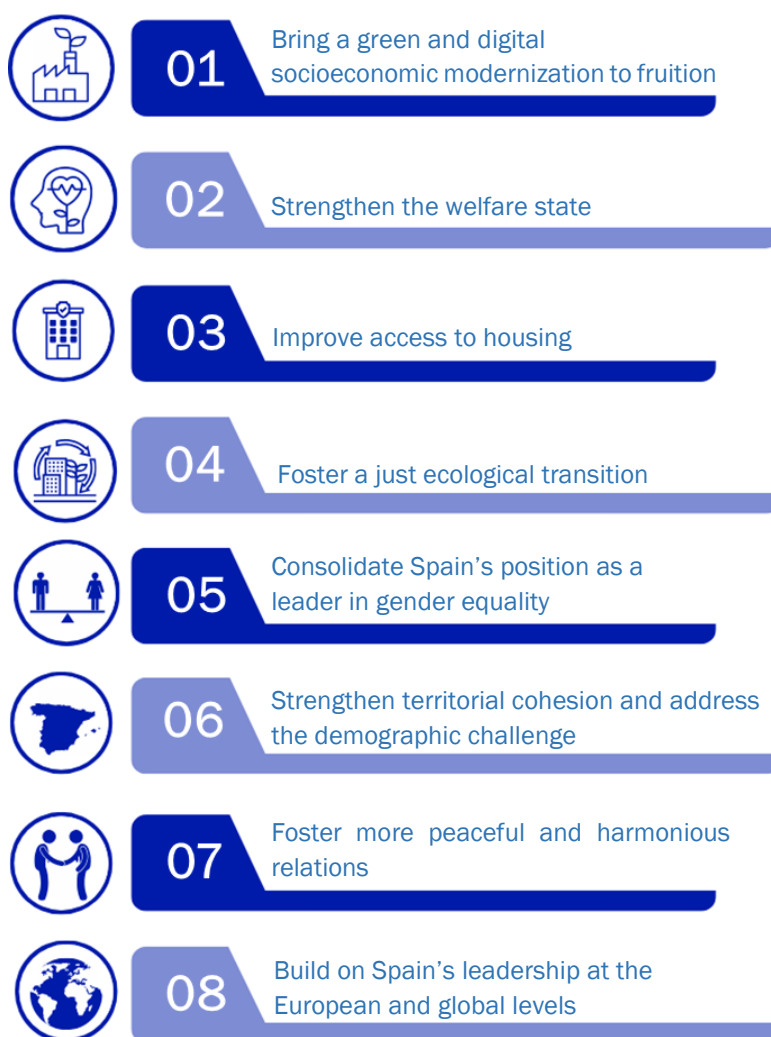 01
Bring a green and digital
socioeconomic modernization to fruition
02
Strengthen the welfare state
03
Improve access to housing
04
Foster a just ecological transition
05
Consolidate Spain’s position as a
leader in gender equality
06
Strengthen territorial cohesion and address
the demographic challenge
07
Foster more peaceful and harmonious
relations
08
Build on Spain’s leadership at the
European and global levels